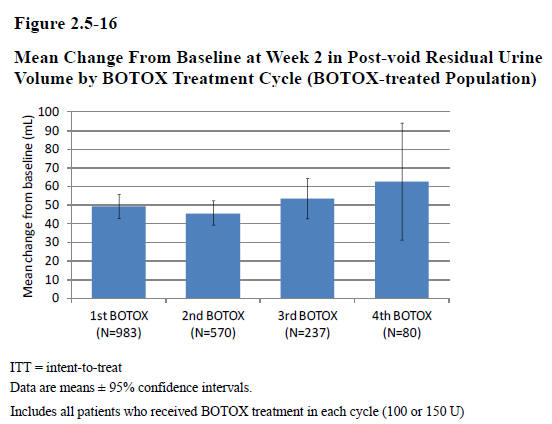 Figure 2.5-16
Mean Change From Baseline at Week 2 in Post-void Residual Urine
Volume by BOTOX Treatment Cycle (BOTOX-treated Population)
Mean change from baseline (mL)
100
90
80
70
60
50
40
30
20
10
0
1st BOTOX 2nd BOTOX 3rd BOTOX 4th BOTOX
(N=983) (N=570) (N=237) (N=80)
ITT = intent-to-treat
Data are means ± 95% confidence intervals.
Includes all patients who received BOTOX treatment in each cycle (100 or 150 U)